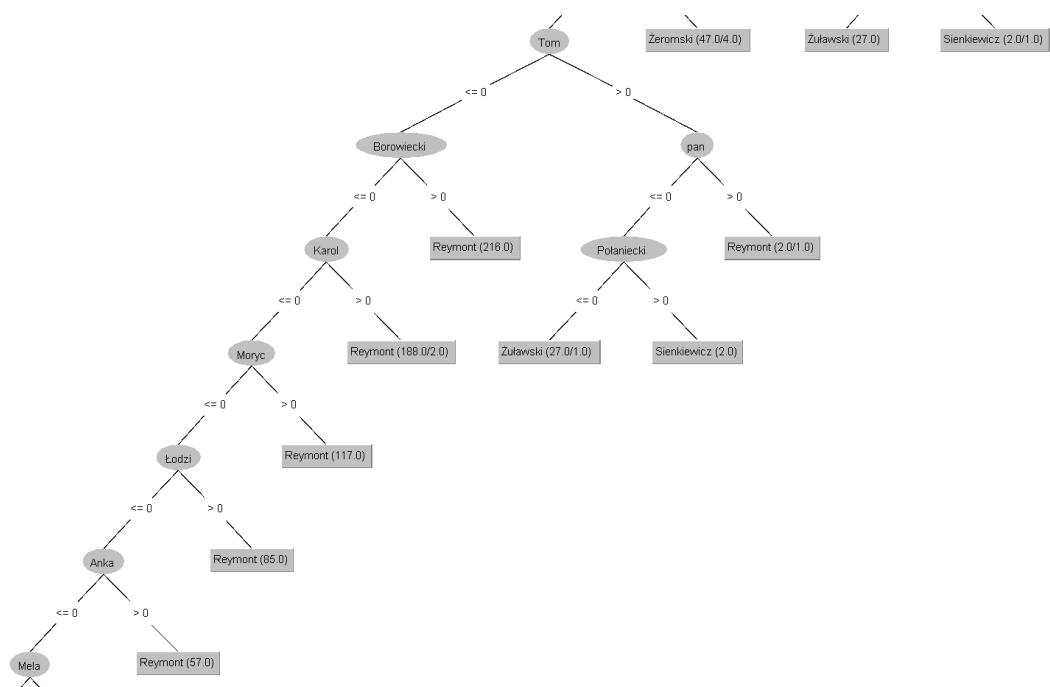 Tom
Żeromski (47.0/4.0)
Żuławski (27.0)
Sienkiewicz (2.0/1.0)
<= 0
> 0
Borowiecki
pan
<= 0
> 0
<= 0
> 0
Karol
Reymont (216.0)
Połaniecki
Reymont (2.0/1.0)
<= 0
> 0
<= 0
> 0
Moryc
Reymont (188.0/2.0)
Żuławski (27.0/1.0)
Sienkiewicz (2.0)
<= 0
> 0
Łodzi
Reymont (117.0)
<= 0
> 0
Anka
Reymont (85.0)
<= 0
> 0
Mela
Reymont (57.0)